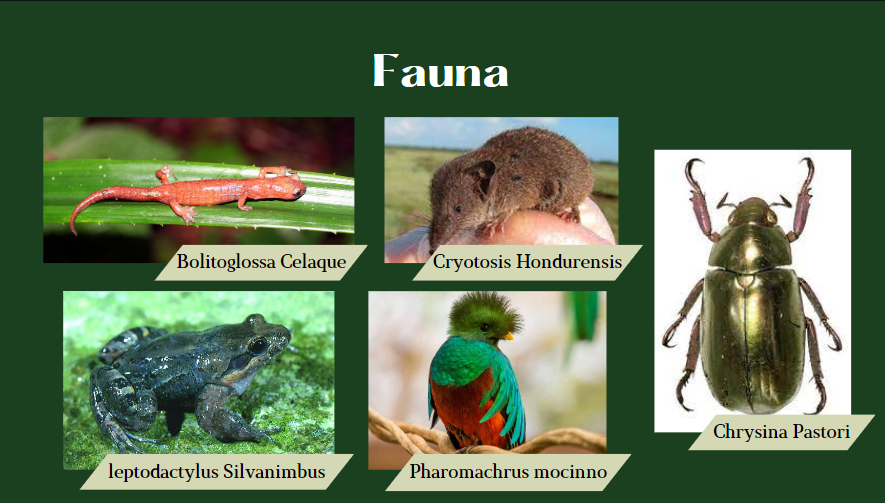 Fauna
Bolitoglossa Celaque
Cryotosis Hondurensis
leptodactylus Silvanimbus
Pharomachrus mocinno
Chrysina Pastori